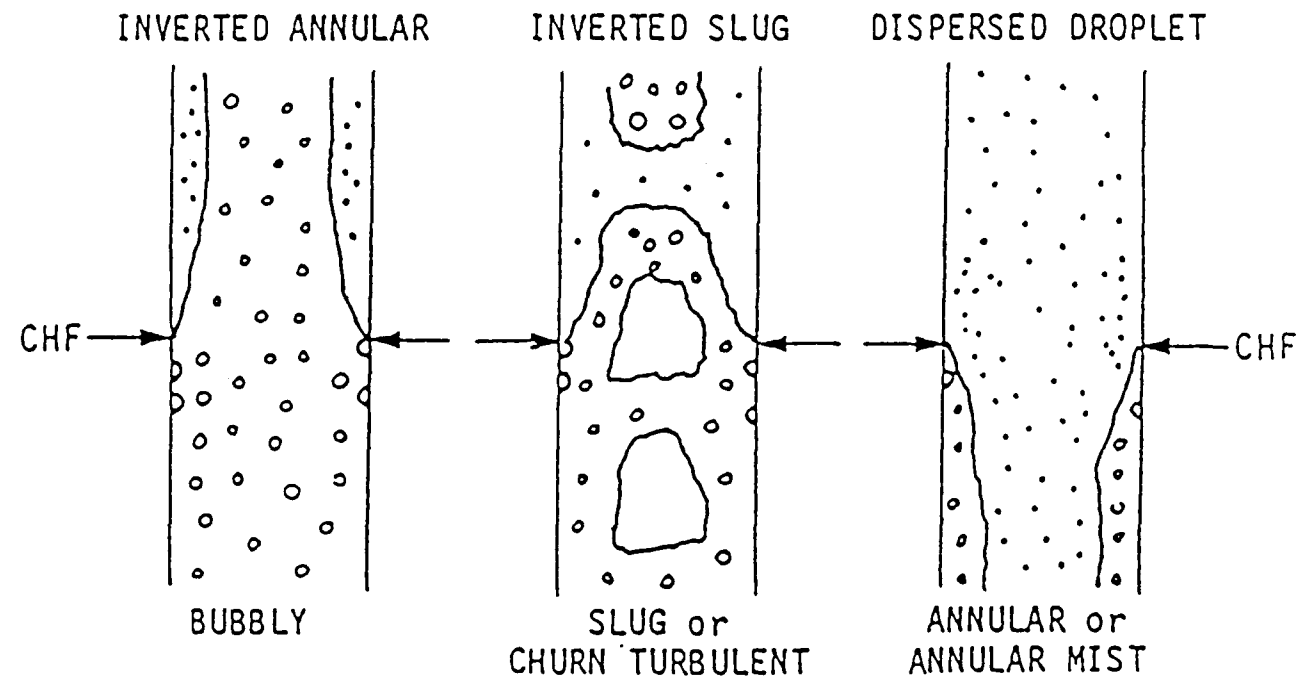 INVERTED ANNULAR
INVERTED SLUG
DISPERSED DROPLET
CHF
CHF
BUBBLY
SLUG or
CHURN TURBULENT
ANNULAR or
ANNULAR MIST